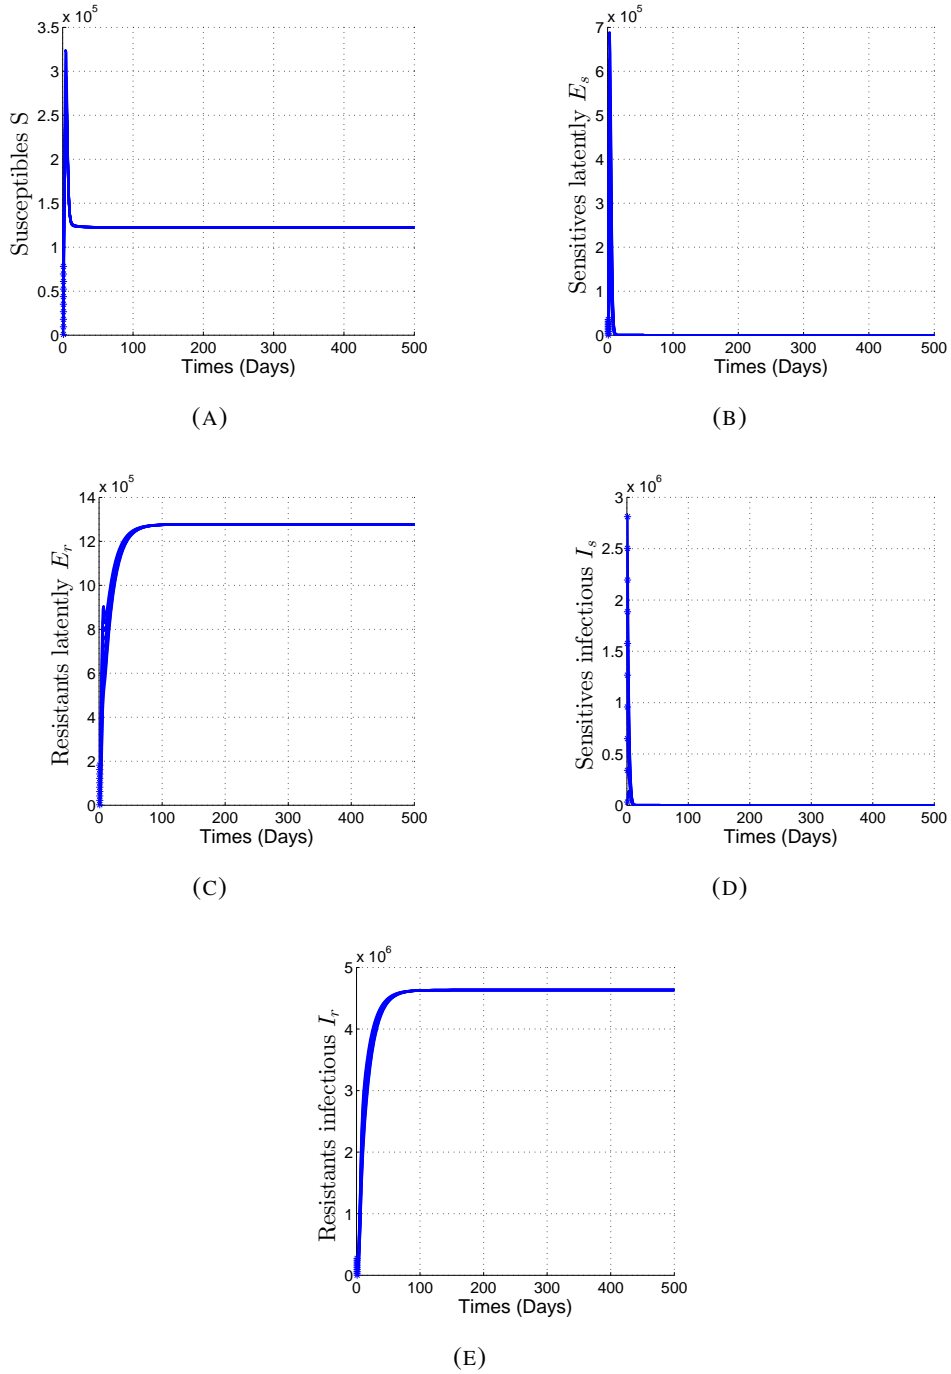 x 10^5
3.5
3
2.5
2
1.5
1
0.5
0
Susceptibles S
0 100 200 300 400 500
Times (Days)
(A)
x 10^5
7
6
5
4
3
2
1
0
Sensitives latently E_s
0 100 200 300 400 500
Times (Days)
(B)
x 10^5
14
12
10
8
6
4
2
0
Resistants latently E_r
0 100 200 300 400 500
Times (Days)
(C)
x 10^6
3
2.5
2
1.5
1
0.5
0
Sensitives infectious I_s
0 100 200 300 400 500
Times (Days)
(D)
x 10^6
5
4
3
2
1
0
Resistants infectious I_r
0 100 200 300 400 500
Times (Days)
(E)